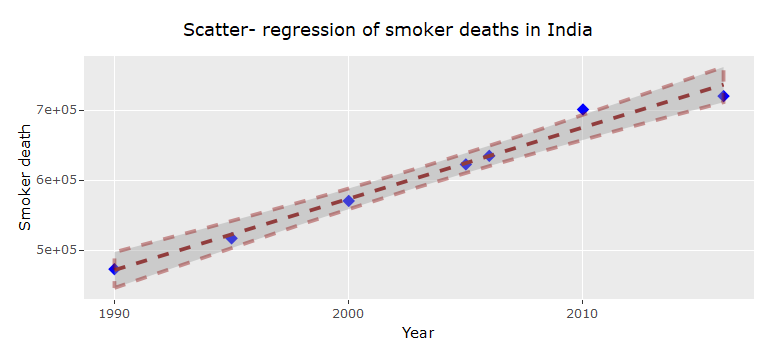 Scatter- regression of smoker deaths in India
Smoker death
7e+05
6e+05
5e+05
1990 2000 2010
Year